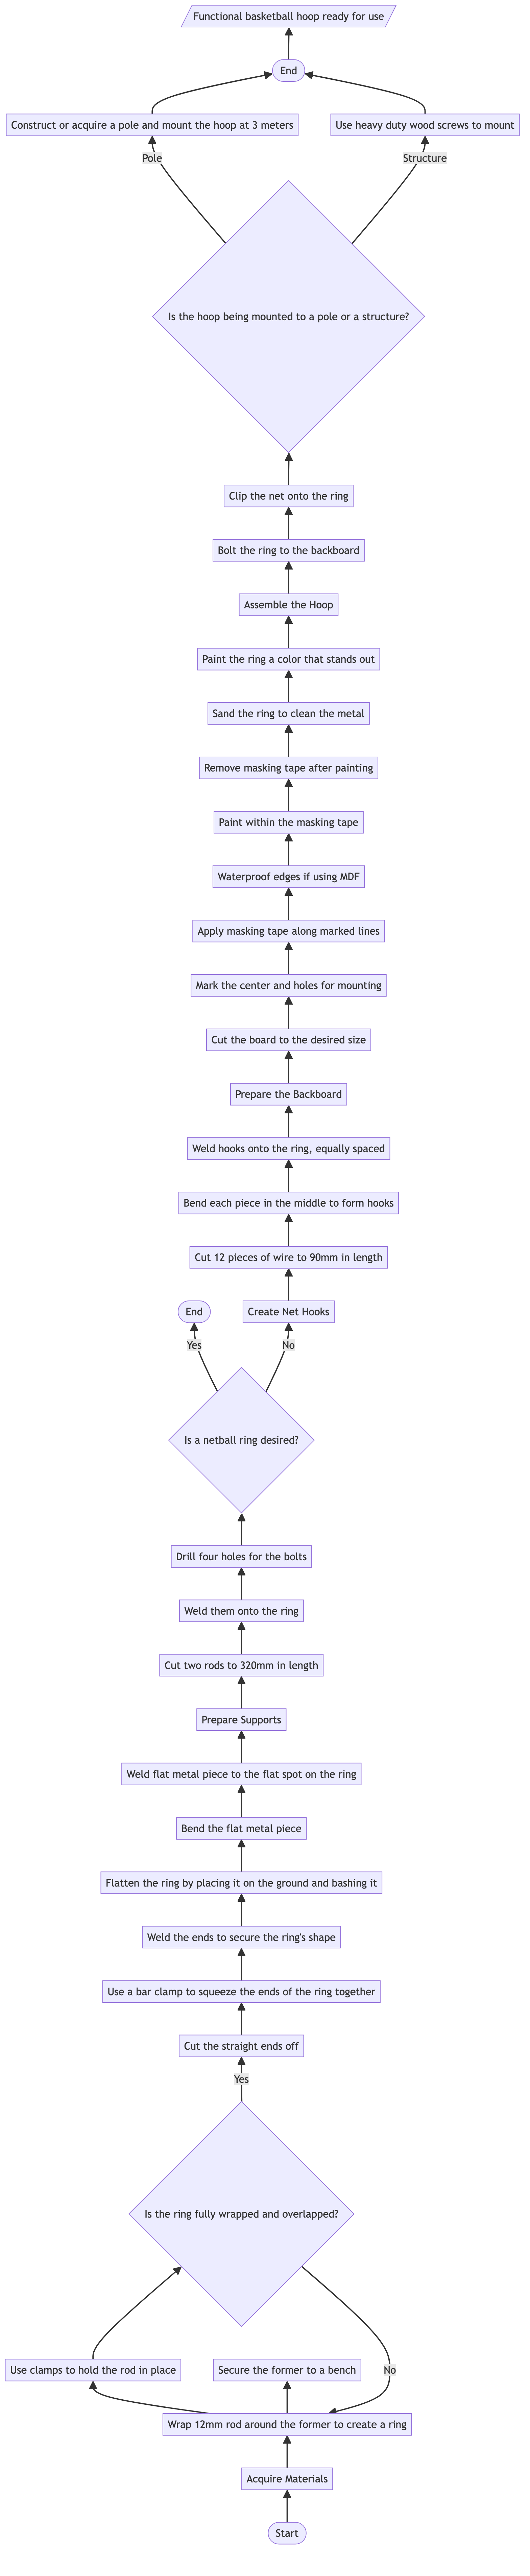 Functional basketball hoop ready for use
End
Construct or acquire a pole and mount the hoop at 3 meters
Use heavy duty wood screws to mount
Pole
Structure
Is the hoop being mounted to a pole or a structure?
Clip the net onto the ring
Bolt the ring to the backboard
Assemble the Hoop
Paint the ring a color that stands out
Sand the ring to clean the metal
Remove masking tape after painting
Paint within the masking tape
Waterproof edges if using MDF
Apply masking tape along marked lines
Mark the center and holes for mounting
Cut the board to the desired size
Prepare the Backboard
Weld hooks onto the ring, equally spaced
Bend each piece in the middle to form hooks
Cut 12 pieces of wire to 90mm in length
End
Create Net Hooks
Yes
No
Is a netball ring desired?
Drill four holes for the bolts
Weld them onto the ring
Cut two rods to 320mm in length
Prepare Supports
Weld flat metal piece to the flat spot on the ring
Bend the flat metal piece
Flatten the ring by placing it on the ground and bashing it
Weld the ends to secure the ring's shape
Use a bar clamp to squeeze the ends of the ring together
Cut the straight ends off
Yes
Is the ring fully wrapped and overlapped?
Use clamps to hold the rod in place
Secure the former to a bench
No
Wrap 12mm rod around the former to create a ring
Acquire Materials
Start